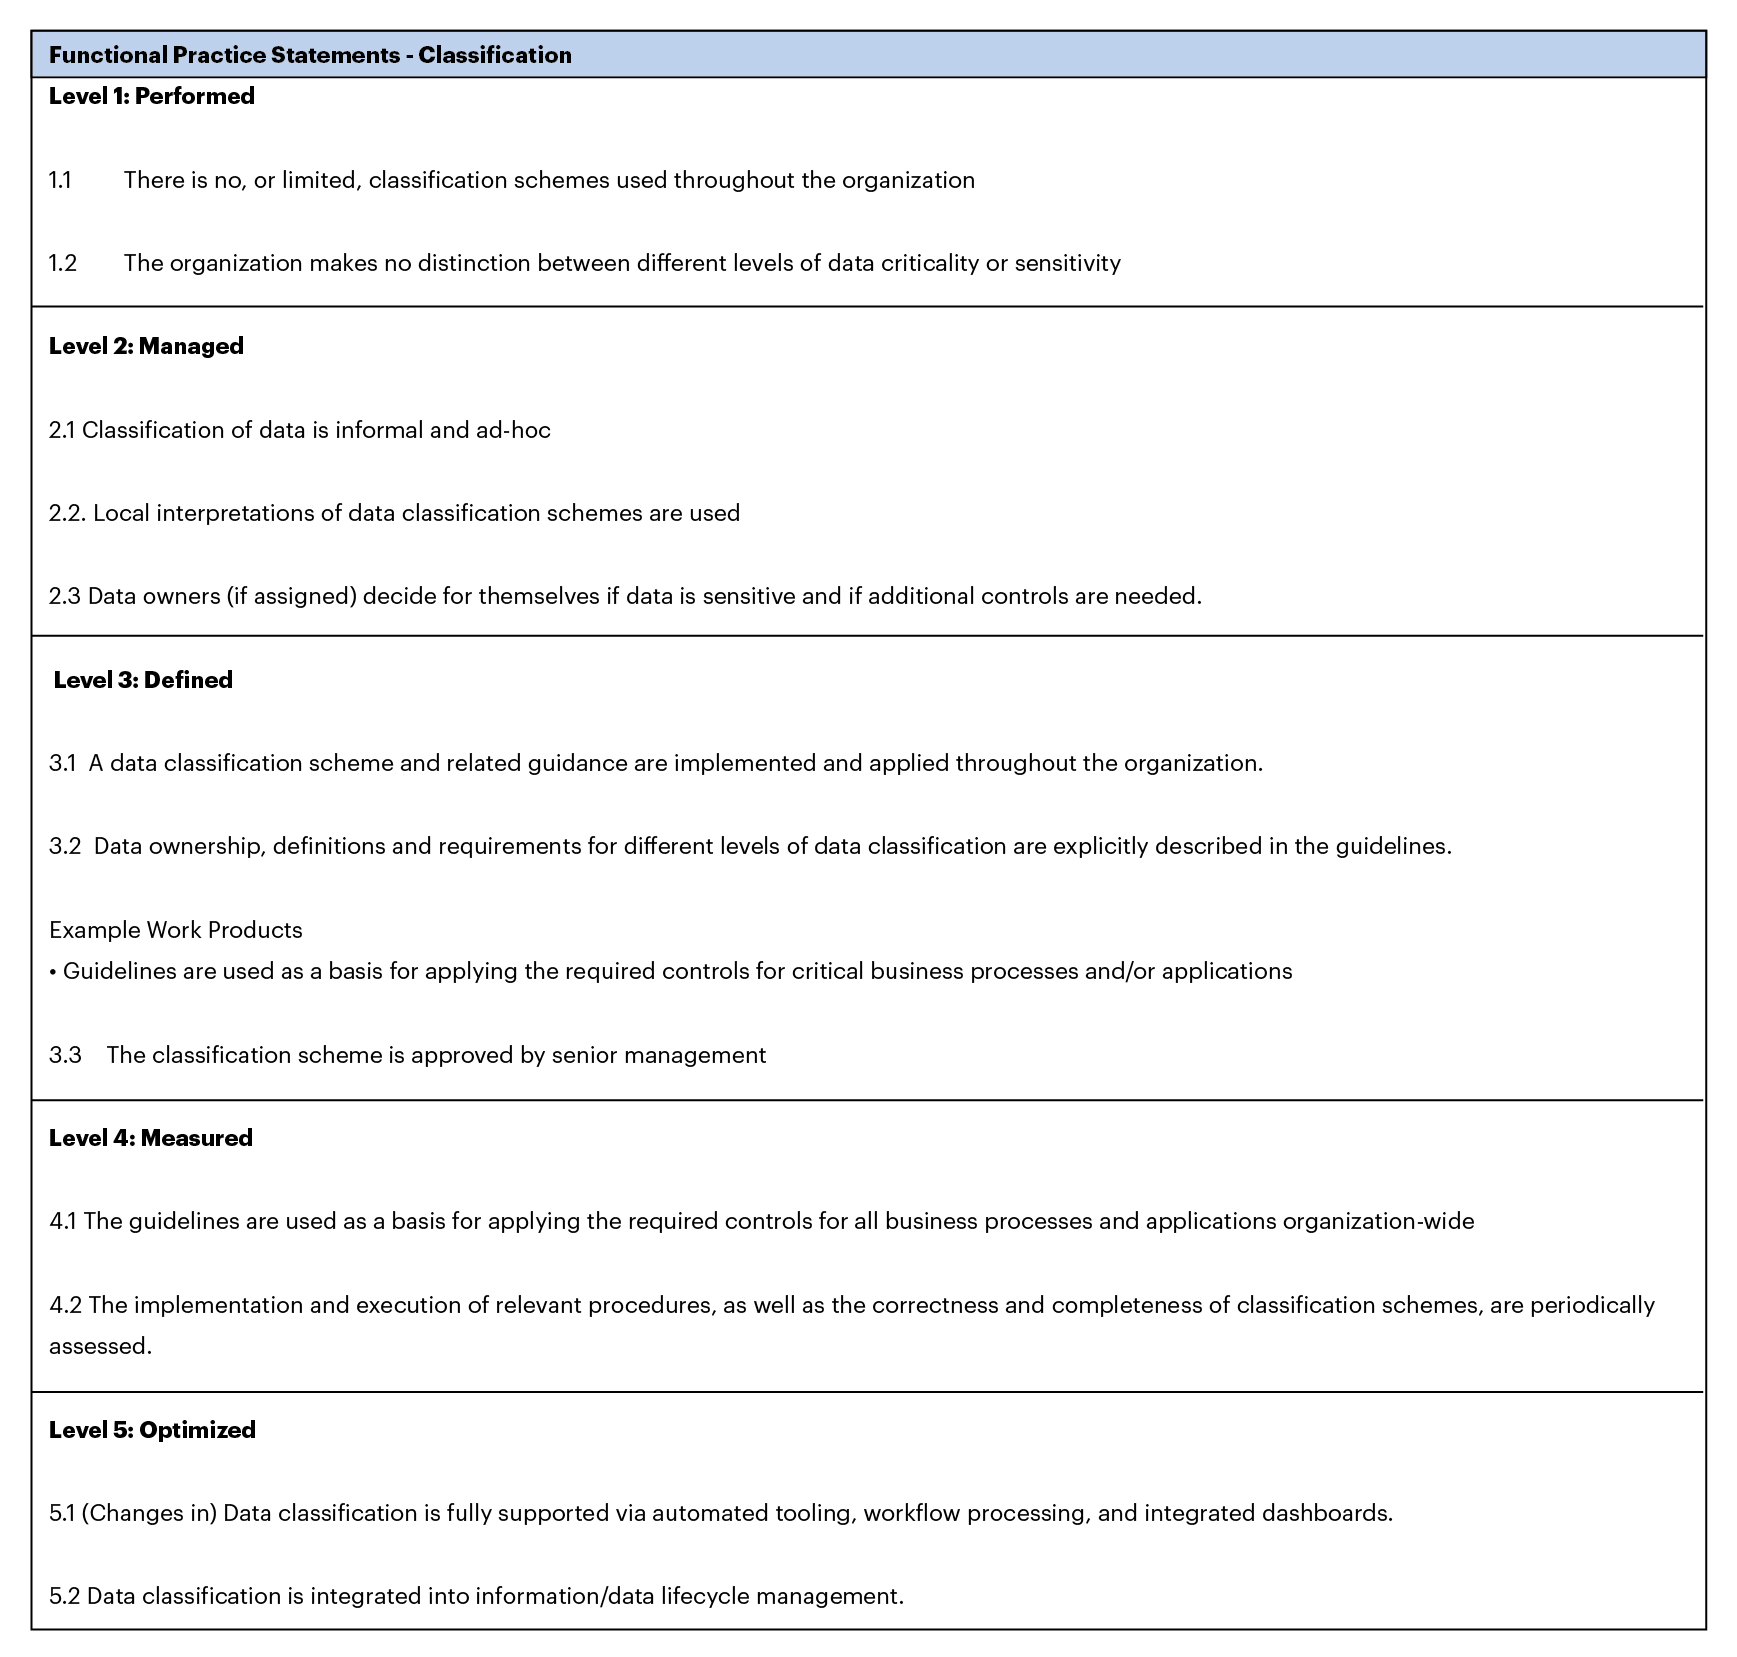 Functional Practice Statements - Classification
Level 1: Performed
1.1 There is no, or limited, classification schemes used throughout the organization
1.2 The organization makes no distinction between different levels of data criticality or sensitivity
Level 2: Managed
2.1 Classification of data is informal and ad-hoc
2.2. Local interpretations of data classification schemes are used
2.3 Data owners (if assigned) decide for themselves if data is sensitive and if additional controls are needed.
Level 3: Defined
3.1 A data classification scheme and related guidance are implemented and applied throughout the organization.
3.2 Data ownership, definitions and requirements for different levels of data classification are explicitly described in the guidelines.
Example Work Products
• Guidelines are used as a basis for applying the required controls for critical business processes and/or applications
3.3 The classification scheme is approved by senior management
Level 4: Measured
4.1 The guidelines are used as a basis for applying the required controls for all business processes and applications organization-wide
4.2 The implementation and execution of relevant procedures, as well as the correctness and completeness of classification schemes, are periodically
assessed.
Level 5: Optimized
5.1 (Changes in) Data classification is fully supported via automated tooling, workflow processing, and integrated dashboards.
5.2 Data classification is integrated into information/data lifecycle management.